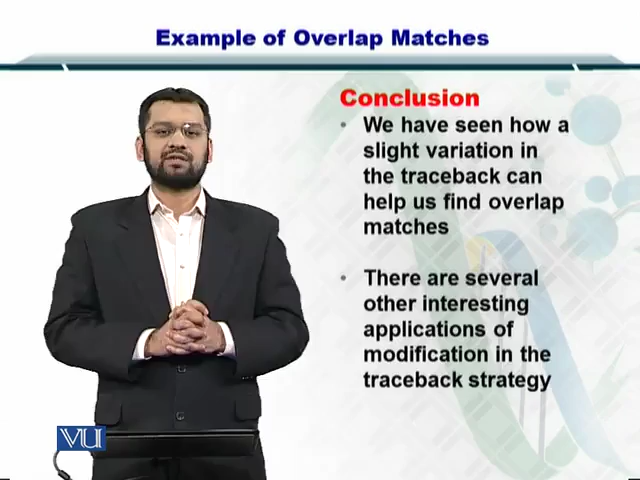 Example of Overlap Matches
Conclusion
• We have seen how a
slight variation in
the traceback can
help us find overlap
matches
• There are several
other interesting
applications of
modification in the
traceback strategy
VU